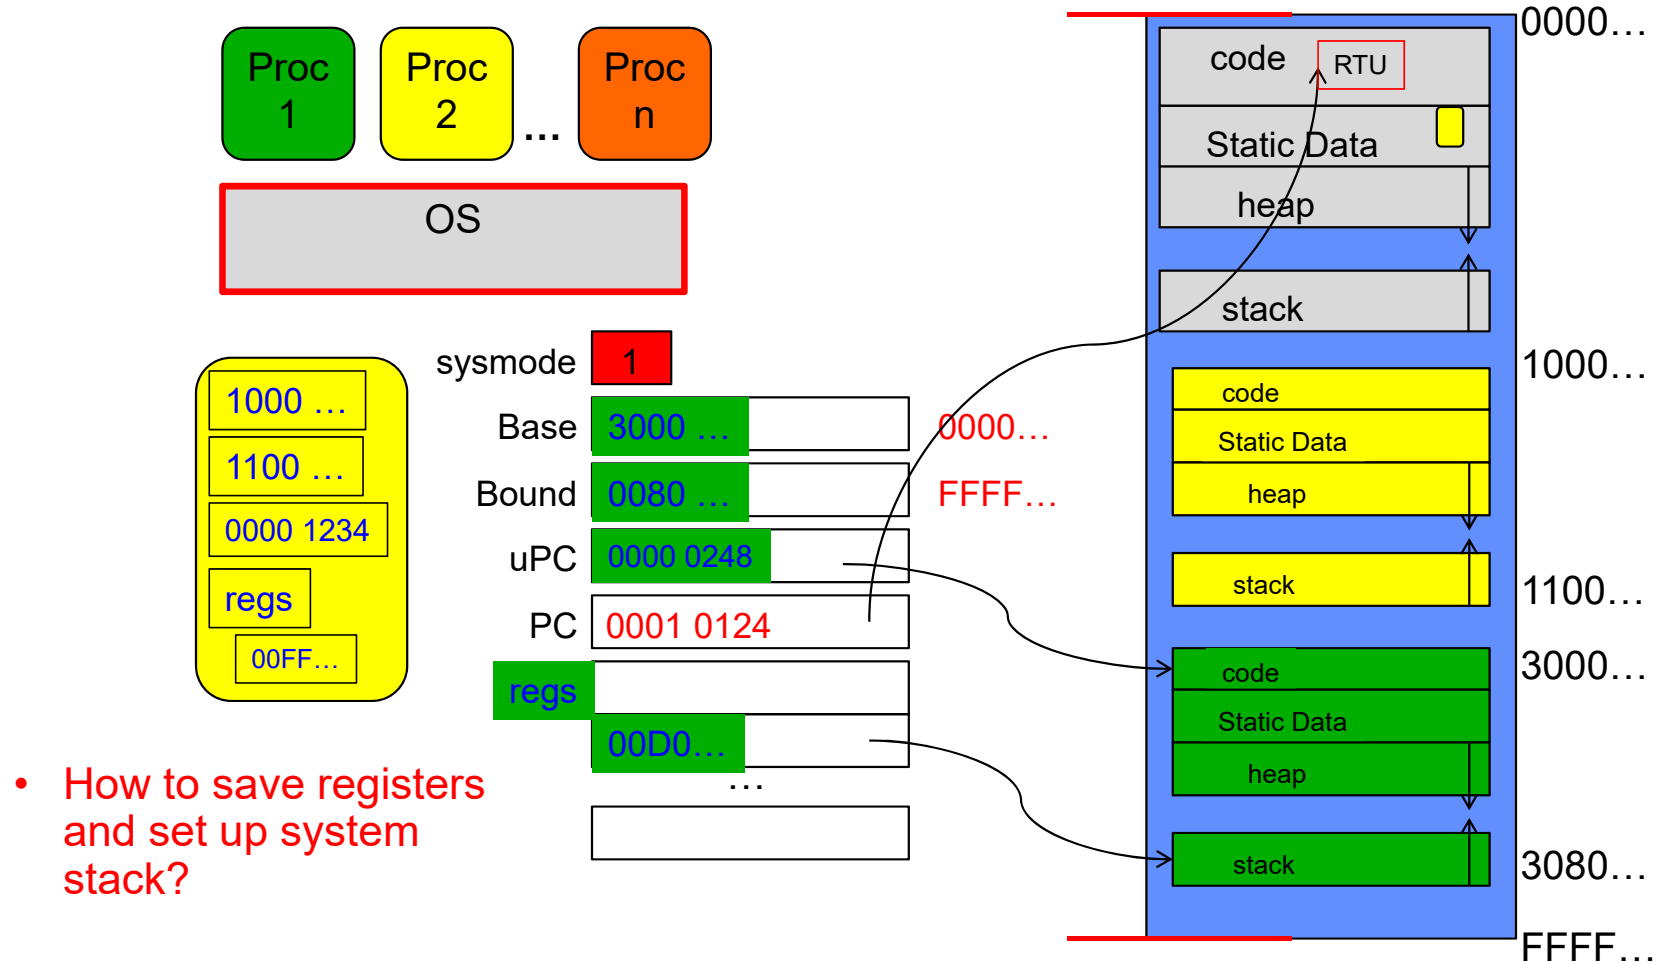 Proc
1
Proc
2
...
Proc
n
OS
sysmode
1
Base
3000 …
0000…
Bound
0080 …
FFFF…
uPC
0000 0248
PC
0001 0124
regs
00D0…
…
1000 …
1100 …
0000 1234
regs
00FF…
• How to save registers
and set up system
stack?
code
RTU
Static Data
heap
stack
code
Static Data
heap
stack
code
Static Data
heap
stack
0000…
1000…
1100…
3000…
3080…
FFFF…